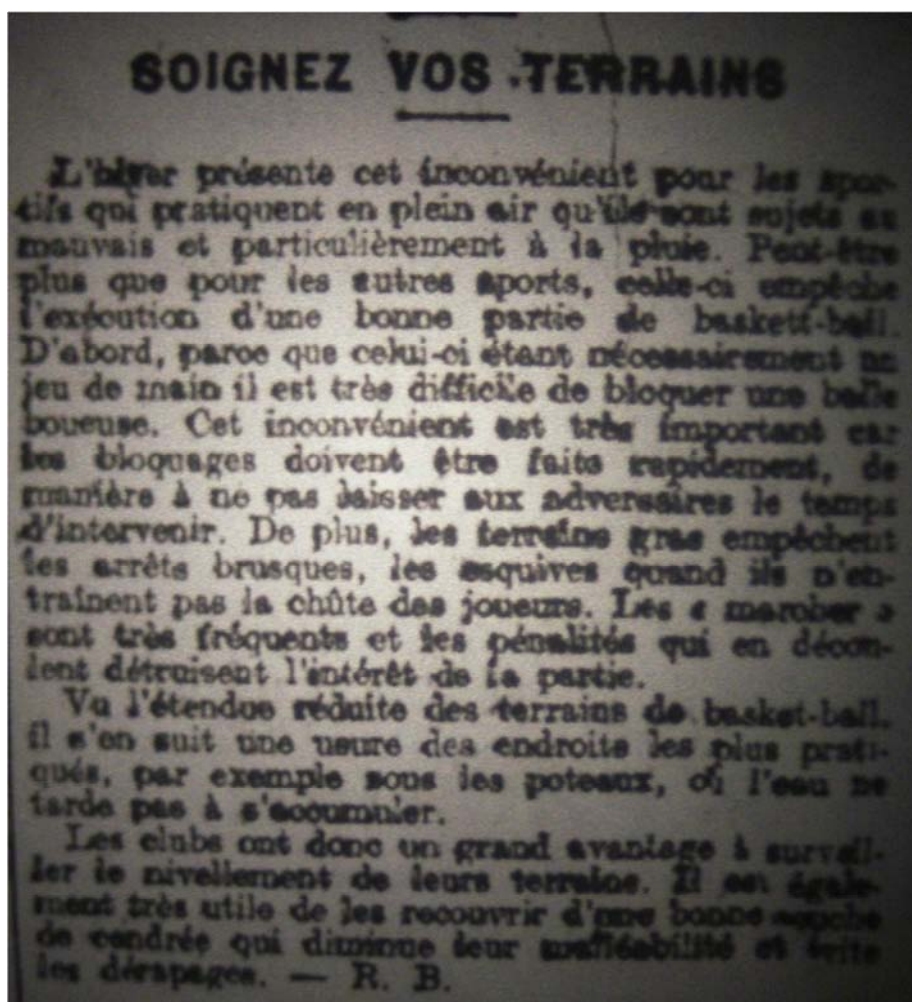 SOIGNEZ VOS TERRAINS
L'hiver présente cet inconvénient pour les spor-
tifs qui pratiquent en plein air qu'ils sont sujets au
mauvais et particulièrement à la pluie. Peut-être
plus que pour les autres sports, celle-ci empêche
l'exécution d'une bonne partie de baskett-ball.
D'abord, parce que celui-ci étant nécessairement un
jeu de main il est très difficile de bloquer une balle
boueuse. Cet inconvénient est très important car
les bloquages doivent être faits rapidement, de
manière à ne pas laisser aux adversaires le temps
d'intervenir. De plus, les terrains gras empêchent
les arrêts brusques, les esquives quand ils n'en-
traînent pas la chûte des joueurs. Les « marcher »
sont très fréquents et les pénalités qui en décou-
lent détruisent l'intérêt de la partie.
Vu l'étendue réduite des terrains de basket-ball,
il s'en suit une usure des endroits les plus prati-
qués, par exemple sous les poteaux, où l'eau ne
tarde pas à s'accumuler.
Les clubs ont donc un grand avantage à surveil-
ler le nivellement de leurs terrains. Il est égale-
ment très utile de les recouvrir d'une bonne couche
de cendrée qui diminue leur malléabilité et évite
les dérapages. — R. B.